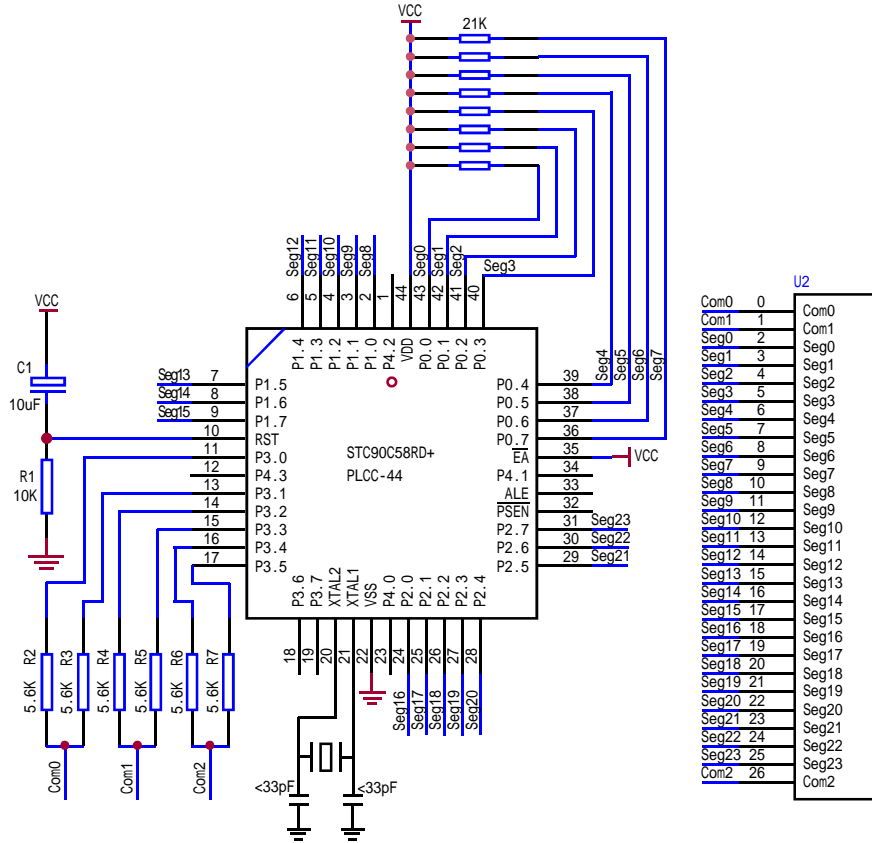 VCC
21K
Seg12
Seg11
Seg10
Seg9
Seg8
Seg0
Seg1
Seg2
Seg3
6
5
4
3
2
1
44
43
42
41
40
P1.4
P1.3
P1.2
P1.1
P1.0
P4.2
VDD
P0.0
P0.1
P0.2
P0.3
VCC
C1
10uF
R1
10K
Seg13 7 P1.5
Seg14 8 P1.6
Seg15 9 P1.7
10 RST
11 P3.0
12 P4.3
13 P3.1
14 P3.2
15 P3.3
16 P3.4
17 P3.5
STC90C58RD+
PLCC-44
Seg4
Seg5
Seg6
Seg7
P0.4 39
P0.5 38
P0.6 37
P0.7 36
EA 35 VCC
P4.1 34
ALE 33
PSEN 32
P2.7 31 Seg23
P2.6 30 Seg22
P2.5 29 Seg21
P3.6
P3.7
XTAL2
XTAL1
VSS
P4.0
P2.0
P2.1
P2.2
P2.3
P2.4
18
19
20
21
22
23
24
25
26
27
28
Seg16
Seg17
Seg18
Seg19
Seg20
5.6K R2
5.6K R3
5.6K R4
5.6K R5
5.6K R6
5.6K R7
Com0
Com1
Com2
<33pF
<33pF
U2
Com0 0 Com0
Com1 1 Com1
Seg0 2 Seg0
Seg1 3 Seg1
Seg2 4 Seg2
Seg3 5 Seg3
Seg4 6 Seg4
Seg5 7 Seg5
Seg6 8 Seg6
Seg7 9 Seg7
Seg8 10 Seg8
Seg9 11 Seg9
Seg10 12 Seg10
Seg11 13 Seg11
Seg12 14 Seg12
Seg13 15 Seg13
Seg14 16 Seg14
Seg15 17 Seg15
Seg16 18 Seg16
Seg17 19 Seg17
Seg18 20 Seg18
Seg19 21 Seg19
Seg20 22 Seg20
Seg21 23 Seg21
Seg22 24 Seg22
Seg23 25 Seg23
Com2 26 Com2